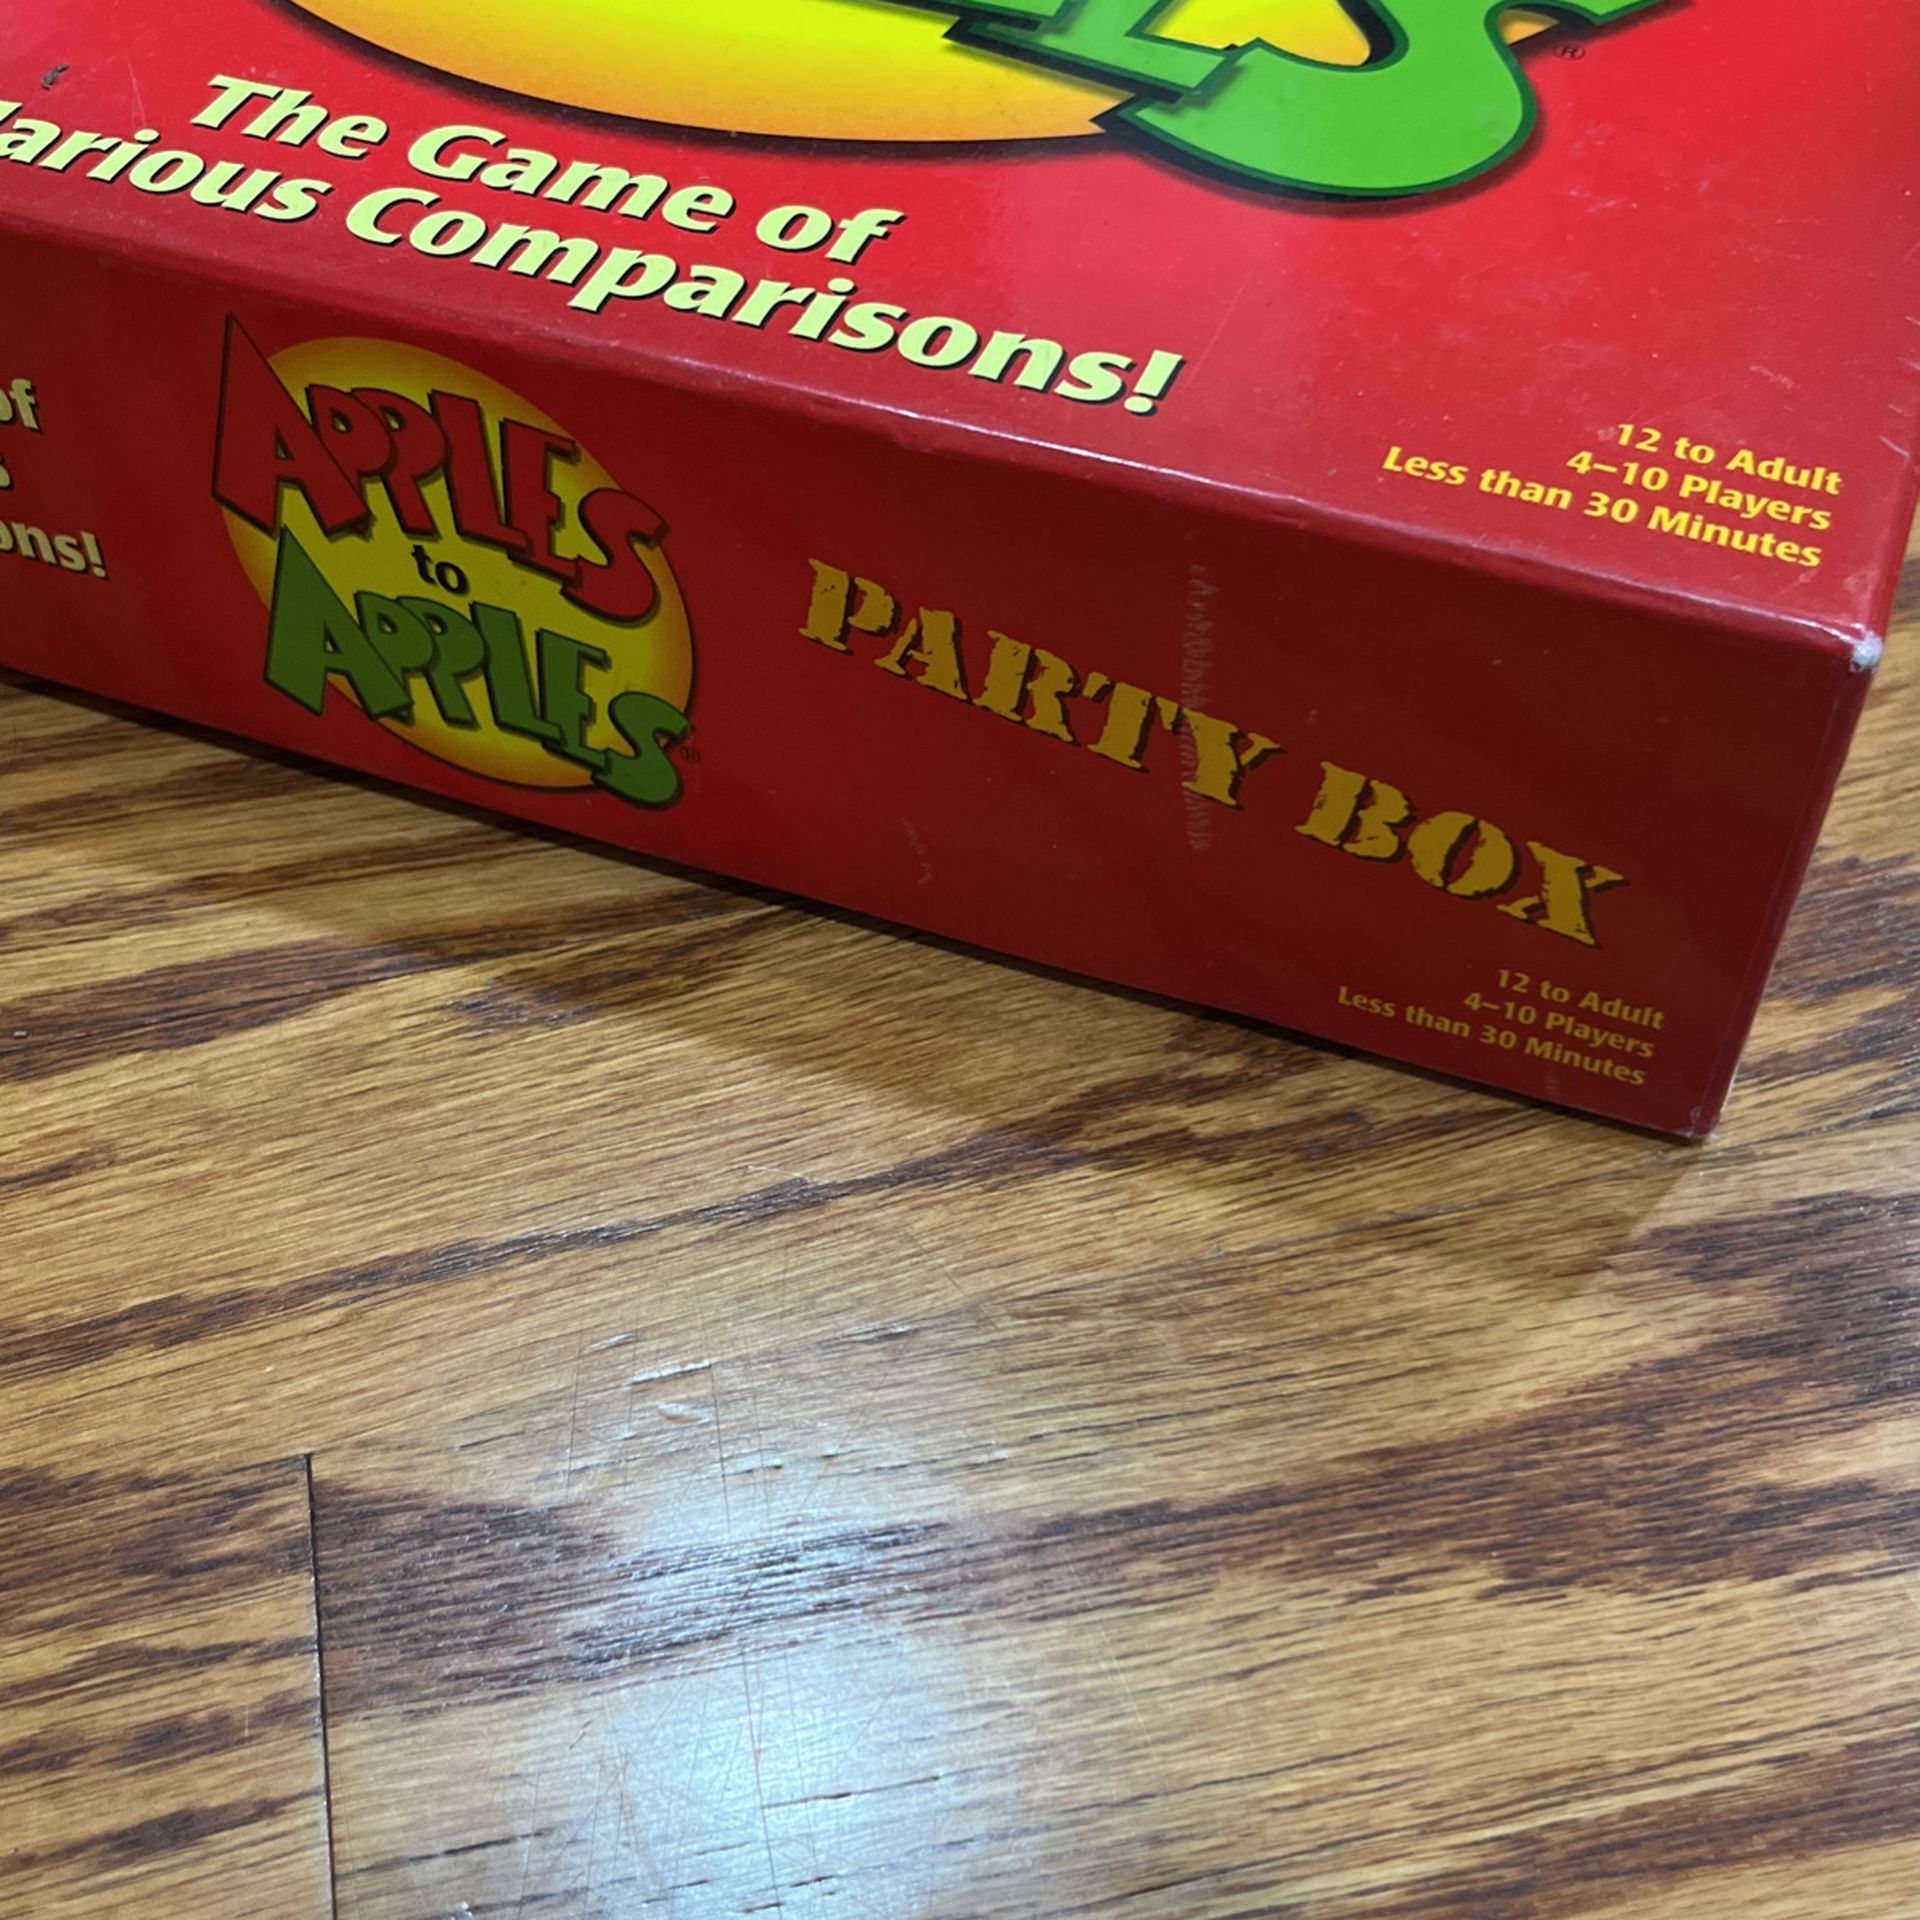 ®
The Game of
Comparisons!
12 to Adult
4–10 Players
Less than 30 Minutes
of
APPLES
to
APPLES®
PARTY BOX
12 to Adult
4–10 Players
Less than 30 Minutes